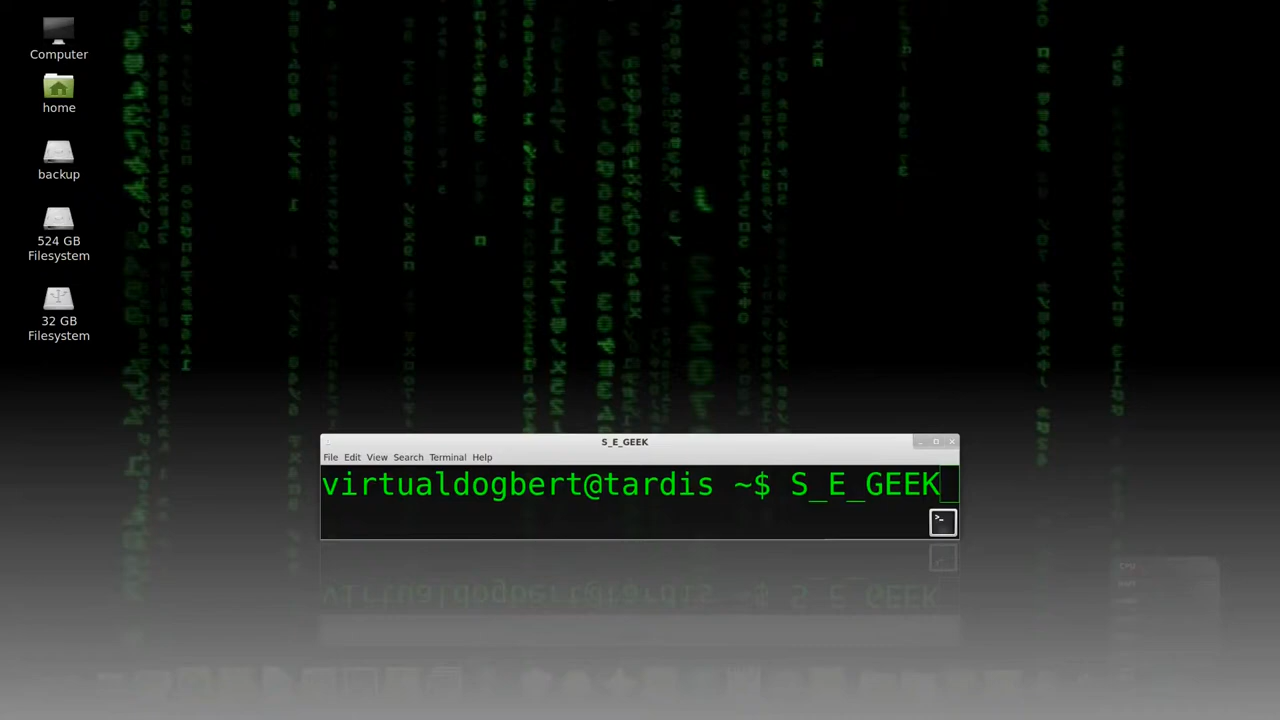 Computer
home
backup
524 GB
Filesystem
32 GB
Filesystem
S_E_GEEK
File Edit View Search Terminal Help
virtualdogbert@tardis ~$ S_E_GEEK